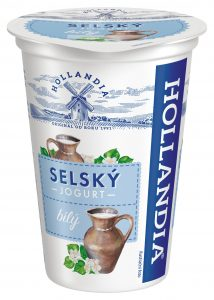 HOLLANDIA
ORIGINÁL OD ROKU 1991
SELSKÝ
JOGURT
bílý
HOLLANDIA